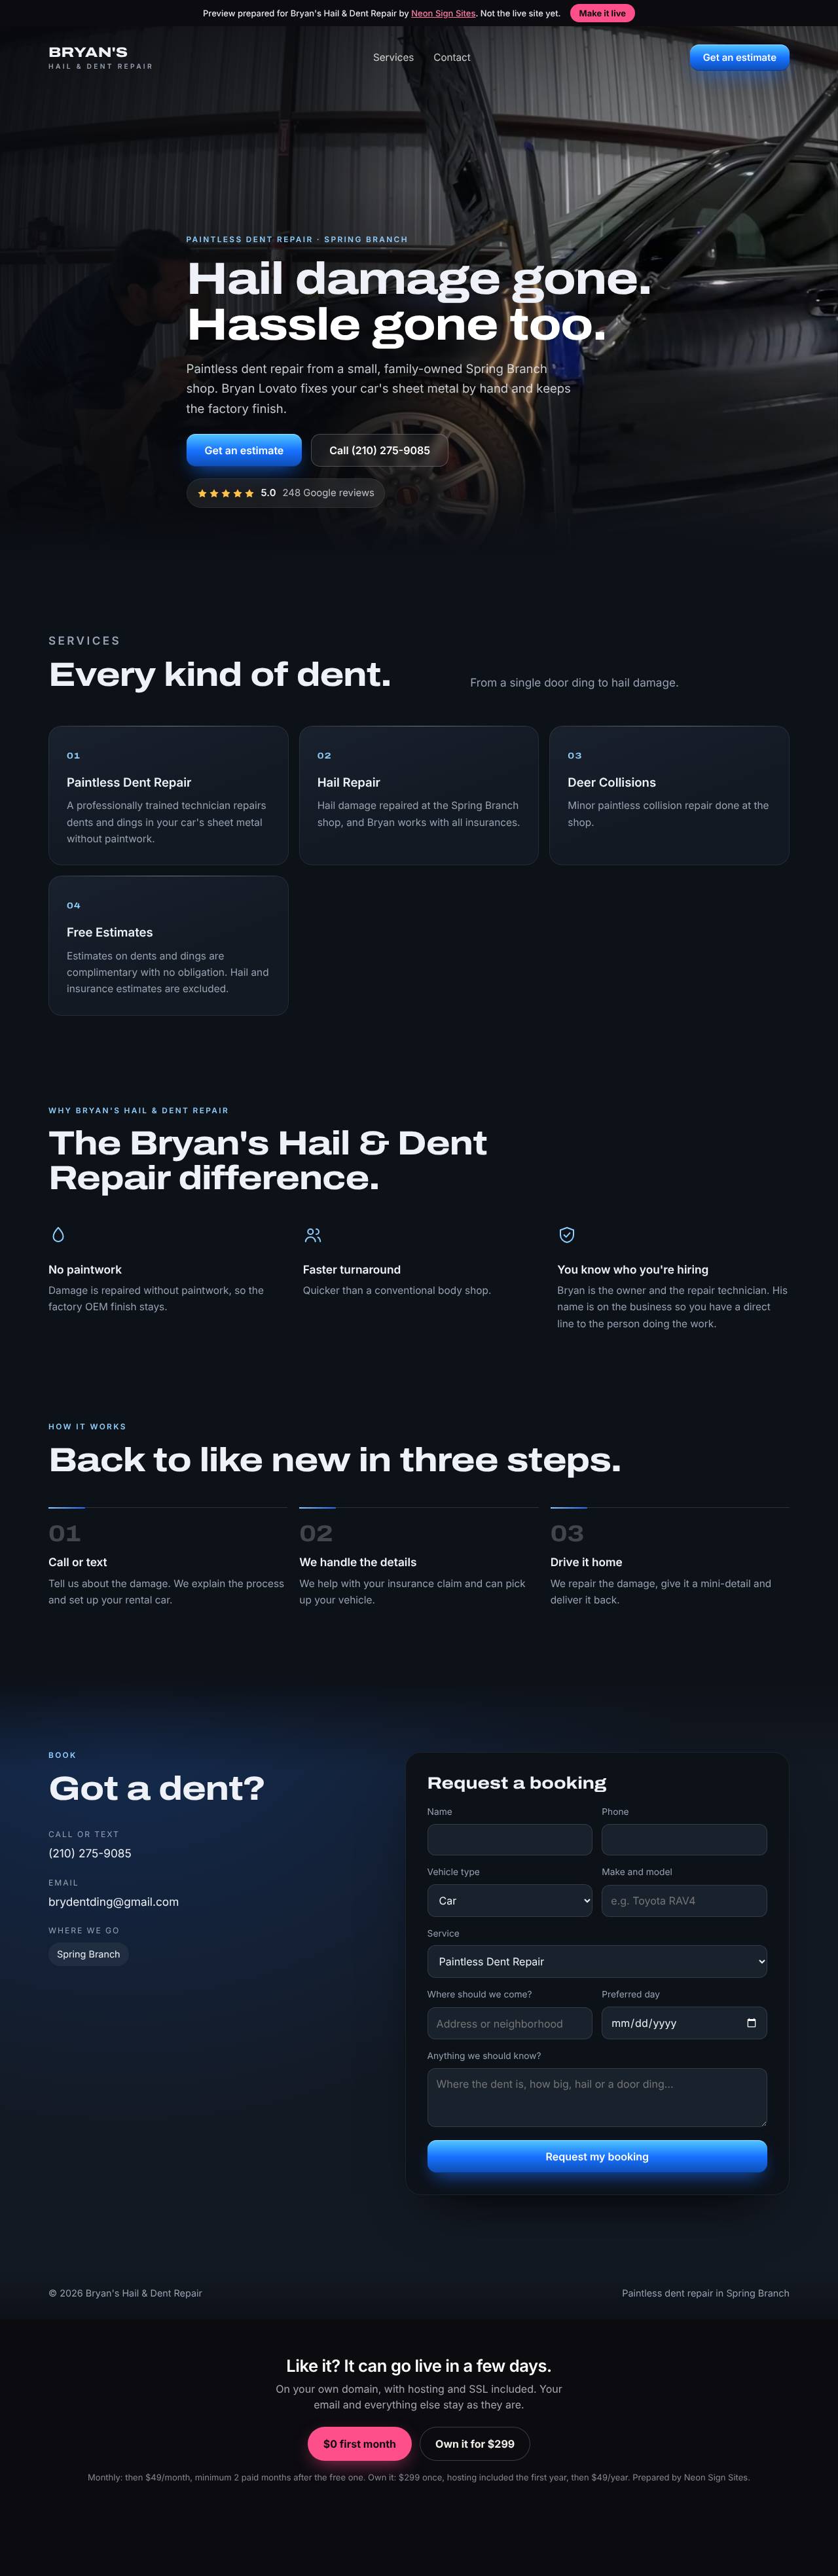 Preview prepared for Bryan's Hail & Dent Repair by Neon Sign Sites. Not the live site yet. Make it live
BRYAN'S
HAIL & DENT REPAIR
Services Contact
Get an estimate
PAINTLESS DENT REPAIR · SPRING BRANCH
Hail damage gone.
Hassle gone too.
Paintless dent repair from a small, family-owned Spring Branch
shop. Bryan Lovato fixes your car's sheet metal by hand and keeps
the factory finish.
Get an estimate Call (210) 275-9085
★★★★★ 5.0 248 Google reviews
SERVICES
Every kind of dent.
From a single door ding to hail damage.
01
Paintless Dent Repair
A professionally trained technician repairs
dents and dings in your car's sheet metal
without paintwork.
02
Hail Repair
Hail damage repaired at the Spring Branch
shop, and Bryan works with all insurances.
03
Deer Collisions
Minor paintless collision repair done at the
shop.
04
Free Estimates
Estimates on dents and dings are
complimentary with no obligation. Hail and
insurance estimates are excluded.
WHY BRYAN'S HAIL & DENT REPAIR
The Bryan's Hail & Dent
Repair difference.
No paintwork
Damage is repaired without paintwork, so the
factory OEM finish stays.
Faster turnaround
Quicker than a conventional body shop.
You know who you're hiring
Bryan is the owner and the repair technician. His
name is on the business so you have a direct
line to the person doing the work.
HOW IT WORKS
Back to like new in three steps.
01
Call or text
Tell us about the damage. We explain the process
and set up your rental car.
02
We handle the details
We help with your insurance claim and can pick
up your vehicle.
03
Drive it home
We repair the damage, give it a mini-detail and
deliver it back.
BOOK
Got a dent?
CALL OR TEXT
(210) 275-9085
EMAIL
brydentding@gmail.com
WHERE WE GO
Spring Branch
Request a booking
Name
Phone
Vehicle type
Car
Make and model
e.g. Toyota RAV4
Service
Paintless Dent Repair
Where should we come?
Address or neighborhood
Preferred day
mm/dd/yyyy
Anything we should know?
Where the dent is, how big, hail or a door ding...
Request my booking
© 2026 Bryan's Hail & Dent Repair
Paintless dent repair in Spring Branch
Like it? It can go live in a few days.
On your own domain, with hosting and SSL included. Your
email and everything else stay as they are.
$0 first month Own it for $299
Monthly: then $49/month, minimum 2 paid months after the free one. Own it: $299 once, hosting included the first year, then $49/year. Prepared by Neon Sign Sites.